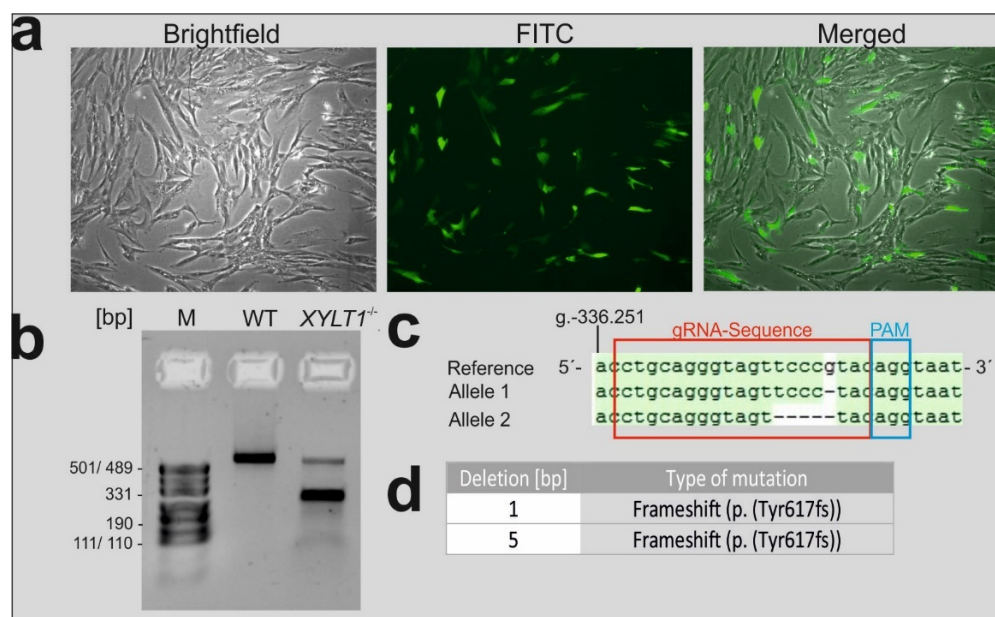 a
Brightfield FITC Merged
b
[bp] M WT XYLT1-/-
501/ 489
331
190
111/ 110
c
g.-336.251
gRNA-Sequence PAM
Reference 5´- acctgcagggtagttcccgtacaggtaat - 3´
Allele 1 acctgcagggtagttcccc-tacaggtaat
Allele 2 acctgcagggtagt-----tacaggtaat
d
Deletion [bp] Type of mutation
1 Frameshift (p. (Tyr617fs))
5 Frameshift (p. (Tyr617fs))